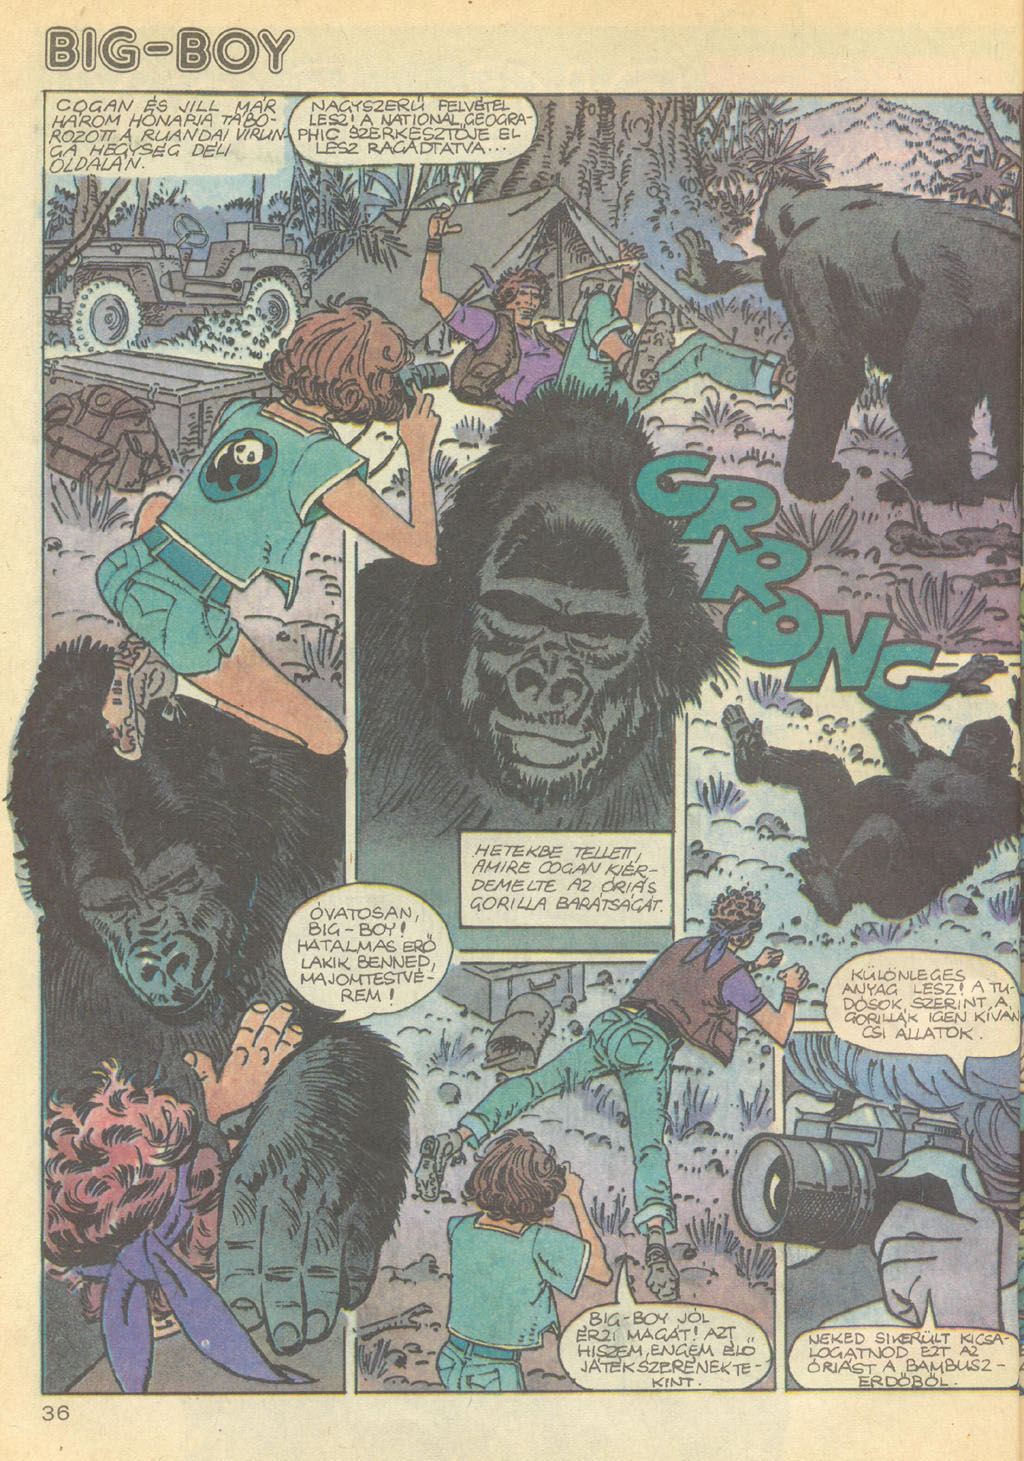 BIG-BOY
COGAN ÉS JILL MÁR
HÁROM HÓNAPJA TÁBO-
ROZOTT A RUANDAI VIRUN-
GA HEGYSÉG DÉLI
OLDALÁN.
NAGYSZERŰ FELVÉTEL
LESZ! A NATIONAL GEOGRA-
PHIC SZERKESZTŐJE EL
LESZ RAGADTATVA...
GRRRONG
HETEKBE TELLETT,
AMIRE COGAN KIÉR-
DEMELTE AZ ÓRIÁS
GORILLA BARÁTSÁGÁT.
ÓVATOSAN,
BIG-BOY!
HATALMAS ERŐ
LAKIK BENNED,
MAJOMTESTVÉ-
REM!
KÜLÖNLEGES
ANYAG LESZ! A TU-
DÓSOK SZERINT, A
GORILLÁK IGEN KÍVÁN
CSI ÁLLATOK.
BIG-BOY JÓL
ÉRZI MAGÁT! AZT
HISZEM, ENGEM ÉLŐ
JÁTÉKSZERÉNEK TE-
KINT.
NEKED SIKERÜLT KICSA-
LOGATNOD EZT AZ
ÓRIÁST A BAMBUSZ-
ERDŐBŐL.
36